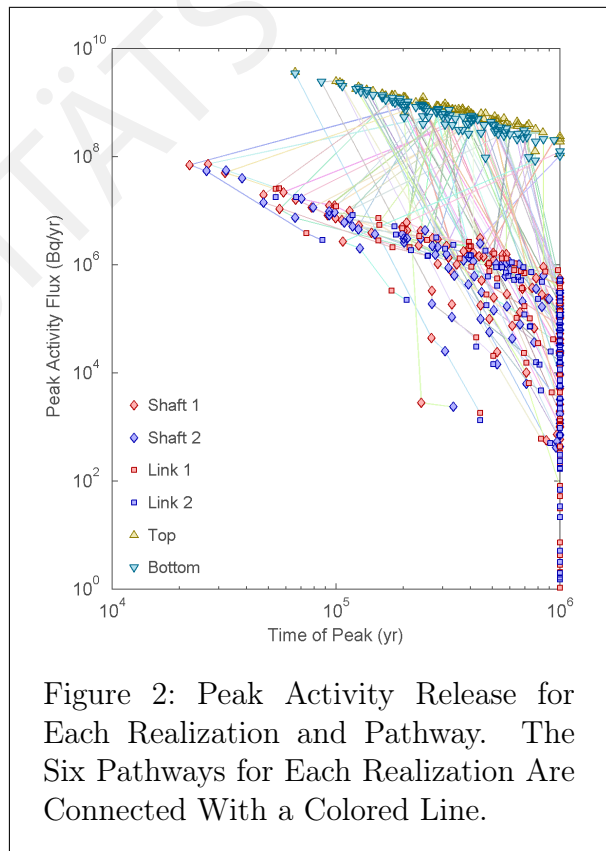 STÄTS
10^10
10^8
10^6
10^4
10^2
10^0
Peak Activity Flux (Bq/yr)
Shaft 1
Shaft 2
Link 1
Link 2
Top
Bottom
10^4 10^5 10^6
Time of Peak (yr)
Figure 2: Peak Activity Release for
Each Realization and Pathway. The
Six Pathways for Each Realization Are
Connected With a Colored Line.